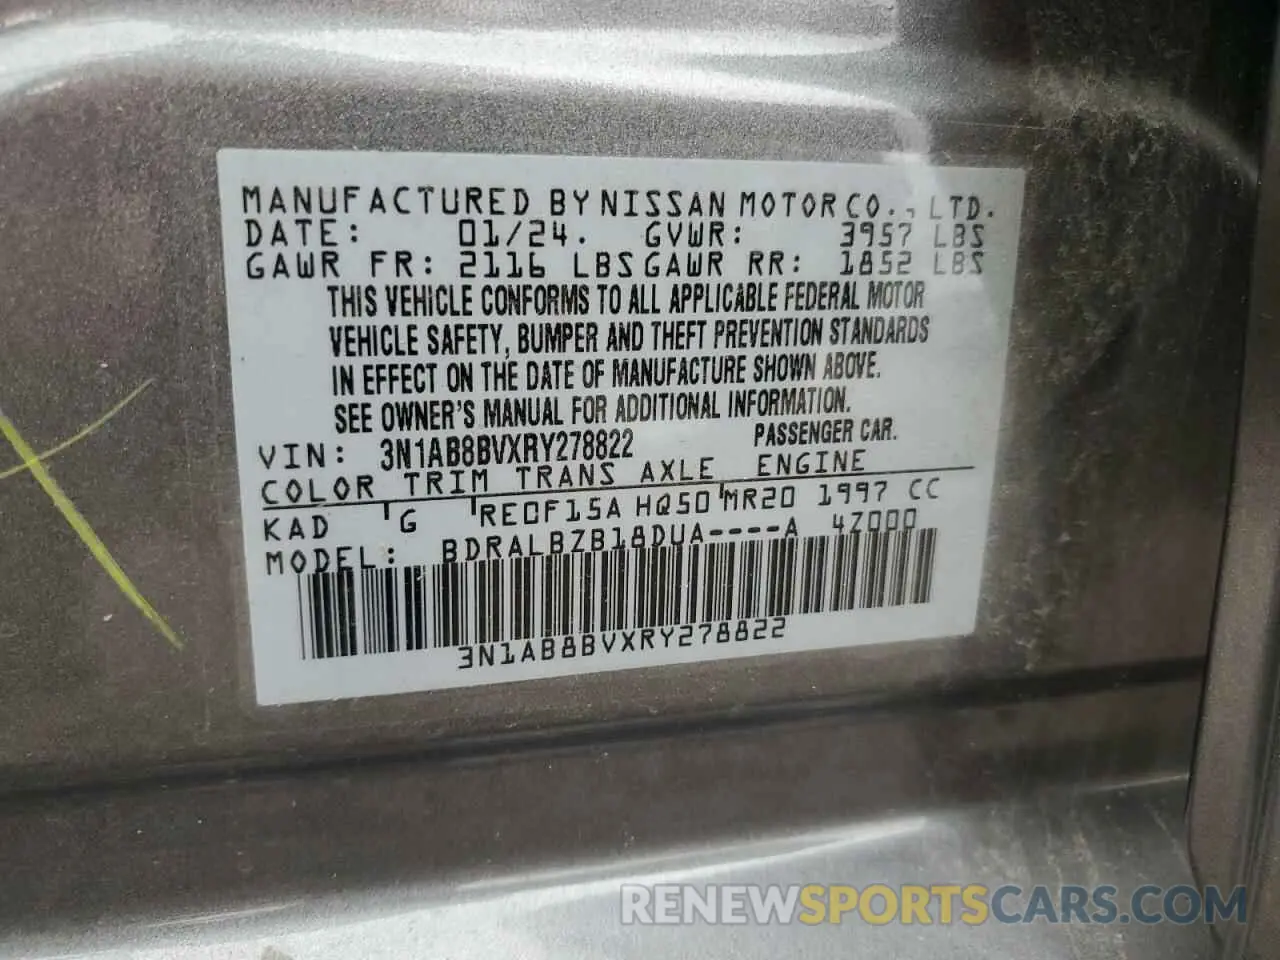 MANUFACTURED BY NISSAN MOTOR CO., LTD.
DATE: 01/24. GVWR: 3957 LBS
GAWR FR: 2116 LBS GAWR RR: 1852 LBS
THIS VEHICLE CONFORMS TO ALL APPLICABLE FEDERAL MOTOR
VEHICLE SAFETY, BUMPER AND THEFT PREVENTION STANDARDS
IN EFFECT ON THE DATE OF MANUFACTURE SHOWN ABOVE.
SEE OWNER'S MANUAL FOR ADDITIONAL INFORMATION.
VIN: 3N1AB8BVXRY278822 PASSENGER CAR.
COLOR TRIM TRANS AXLE ENGINE
KAD G RE0F15A HQ50 MR20 1997 CC
MODEL: BDRALBZB18DUA----A 4Z000
3N1AB8BVXRY278822
RENEWSPORTSCARS.COM